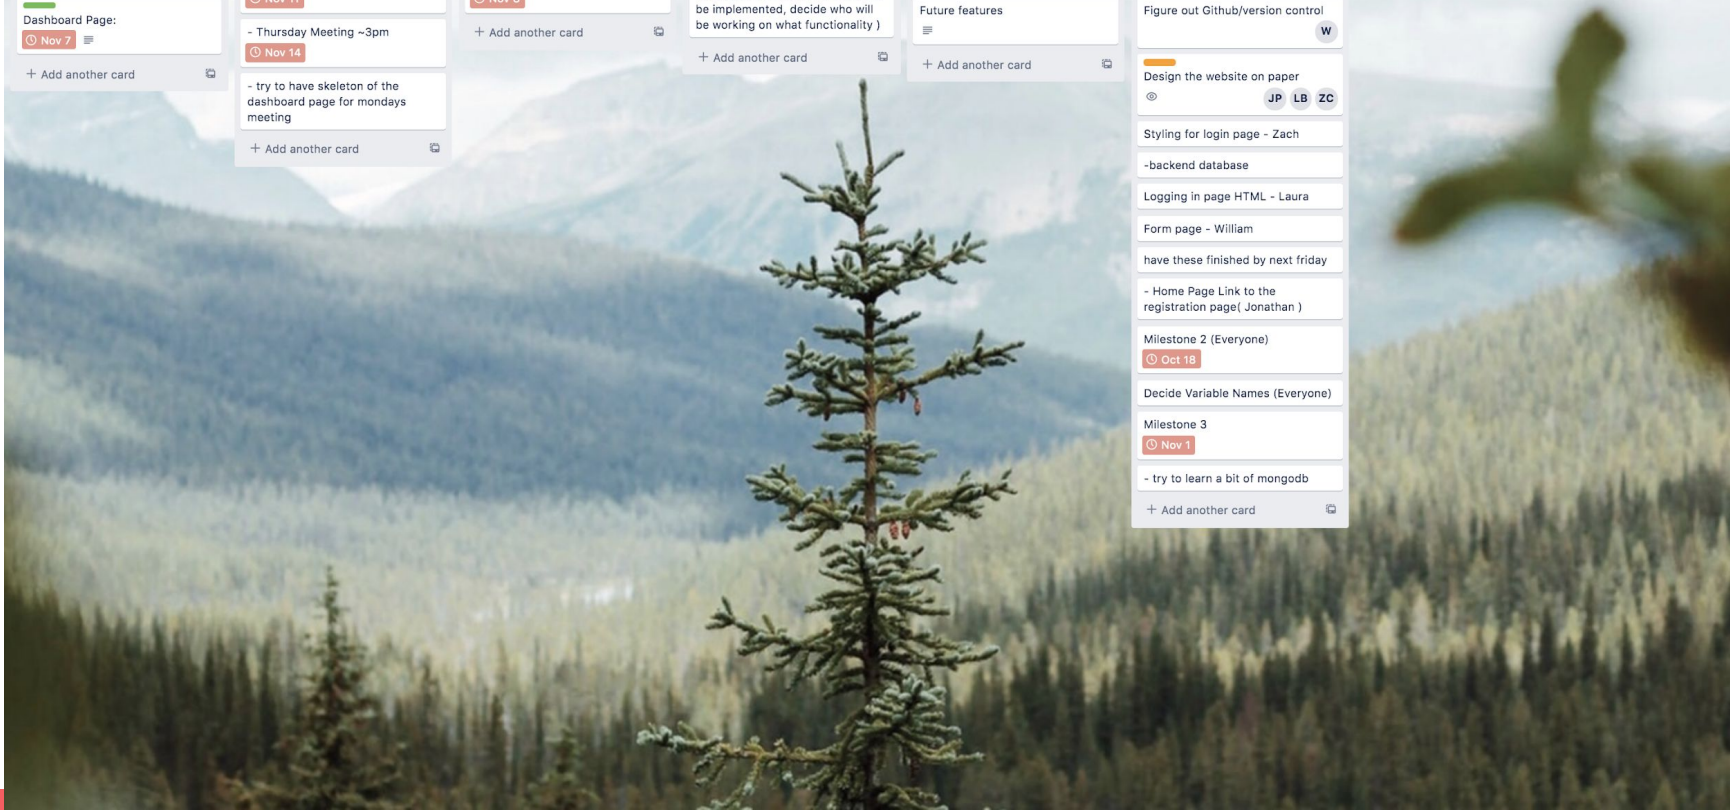 Dashboard Page:
Nov 7
+ Add another card
Nov 11
- Thursday Meeting ~3pm
Nov 14
- try to have skeleton of the
dashboard page for mondays
meeting
+ Add another card
+ Add another card
be implemented, decide who will
be working on what functionality )
+ Add another card
Future features
+ Add another card
Figure out Github/version control
W
Design the website on paper
JP LB ZC
Styling for login page - Zach
-backend database
Logging in page HTML - Laura
Form page - William
have these finished by next friday
- Home Page Link to the
registration page( Jonathan )
Milestone 2 (Everyone)
Oct 18
Decide Variable Names (Everyone)
Milestone 3
Nov 1
- try to learn a bit of mongodb
+ Add another card